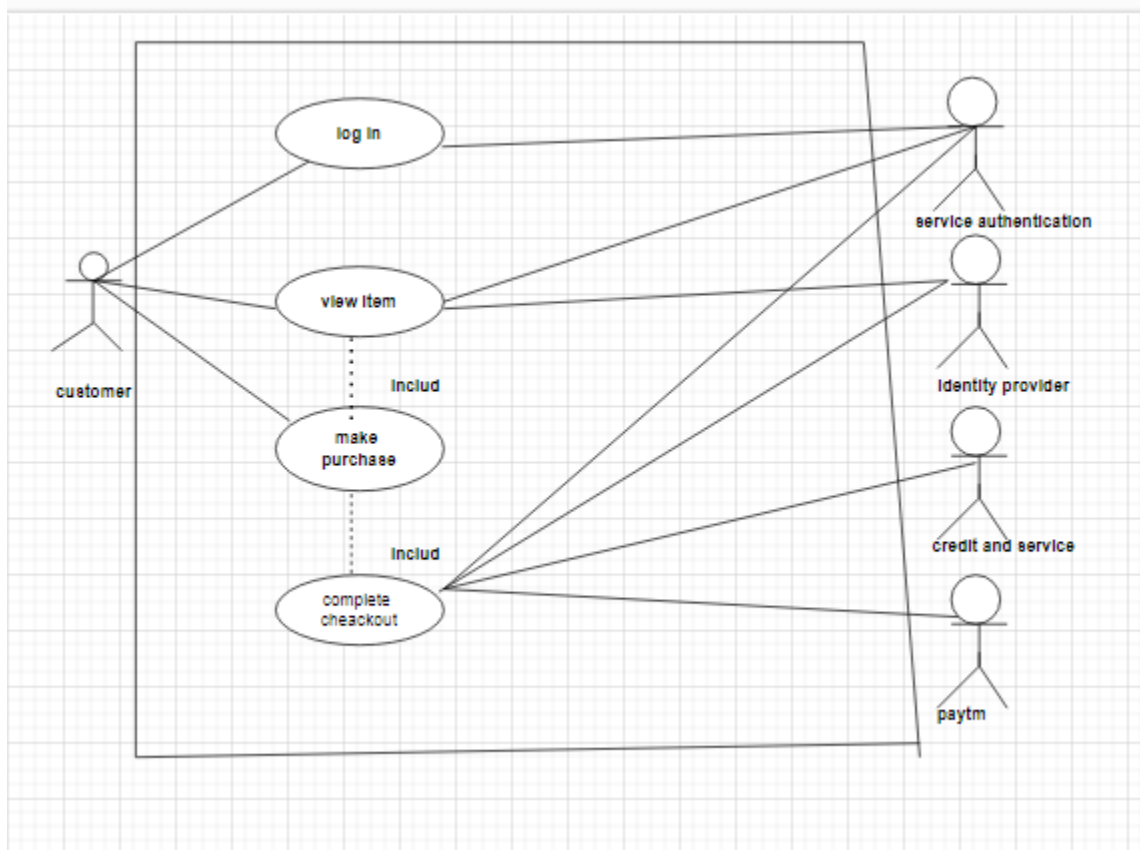 log in
service authentication
view item
customer
includ
identity provider
make
purchase
includ
credit and service
complete
cheackout
paytm